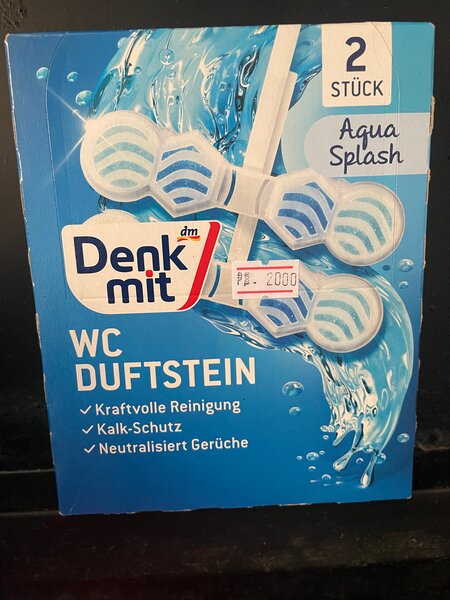 2
STÜCK
Aqua
Splash
dm
Denk
mit
2000
WC
DUFTSTEIN
✓ Kraftvolle Reinigung
✓ Kalk-Schutz
✓ Neutralisiert Gerüche